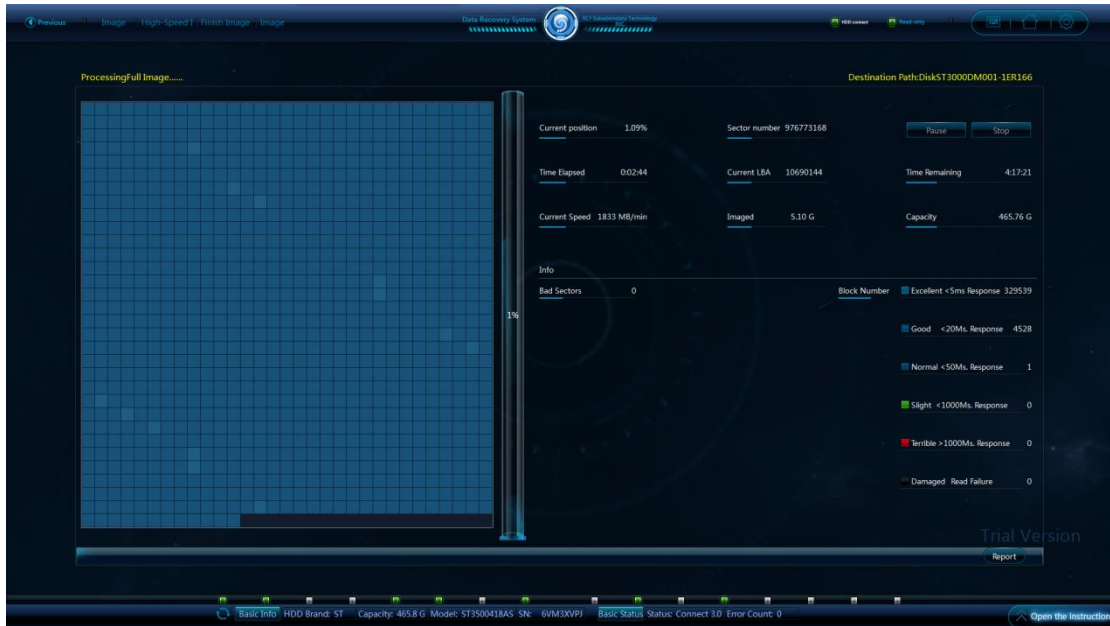 Previous Image High-Speed I Finish Image Image Data Recovery System XLY Salvationdata Technology INC. HDD connect Read only
ProcessingFull Image...... Destination Path:DiskST3000DM001-1ER166
Current position 1.09% Sector number 976773168 Pause Stop
Time Elapsed 0:02:44 Current LBA 10690144 Time Remaining 4:17:21
Current Speed 1833 MB/min Imaged 5.10 G Capacity 465.76 G
Info
Bad Sectors 0 Block Number Excellent <5ms Response 329539
1%
Good <20Ms. Response 4528
Normal <50Ms. Response 1
Slight <1000Ms. Response 0
Terrible >1000Ms. Response 0
Damaged Read Failure 0
Trial Version
Report
Basic Info HDD Brand: ST Capacity: 465.8 G Model: ST3500418AS SN: 6VM3XVPJ Basic Status Status: Connect 3.0 Error Count: 0 Open the instruction